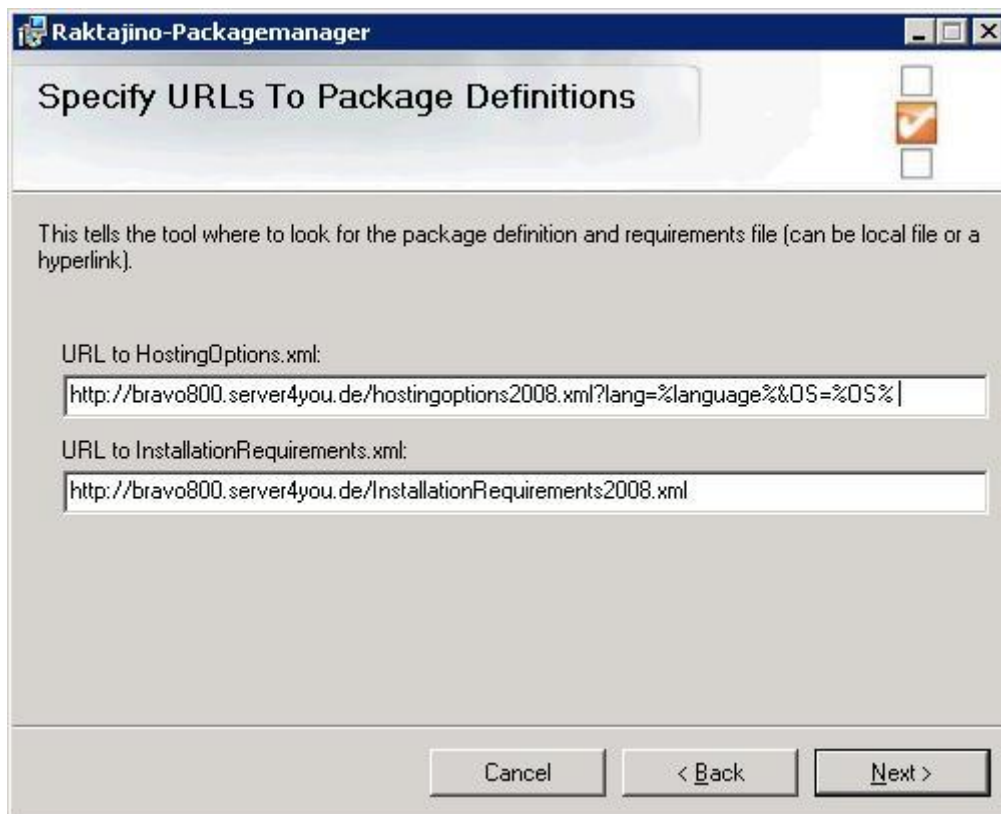 Raktajino-Packagemanager
Specify URLs To Package Definitions
This tells the tool where to look for the package definition and requirements file (can be local file or a
hyperlink).
URL to HostingOptions.xml:
http://bravo800.server4you.de/hostingoptions2008.xml?lang=%language%&OS=%OS%
URL to InstallationRequirements.xml:
http://bravo800.server4you.de/InstallationRequirements2008.xml
Cancel
< Back
Next >